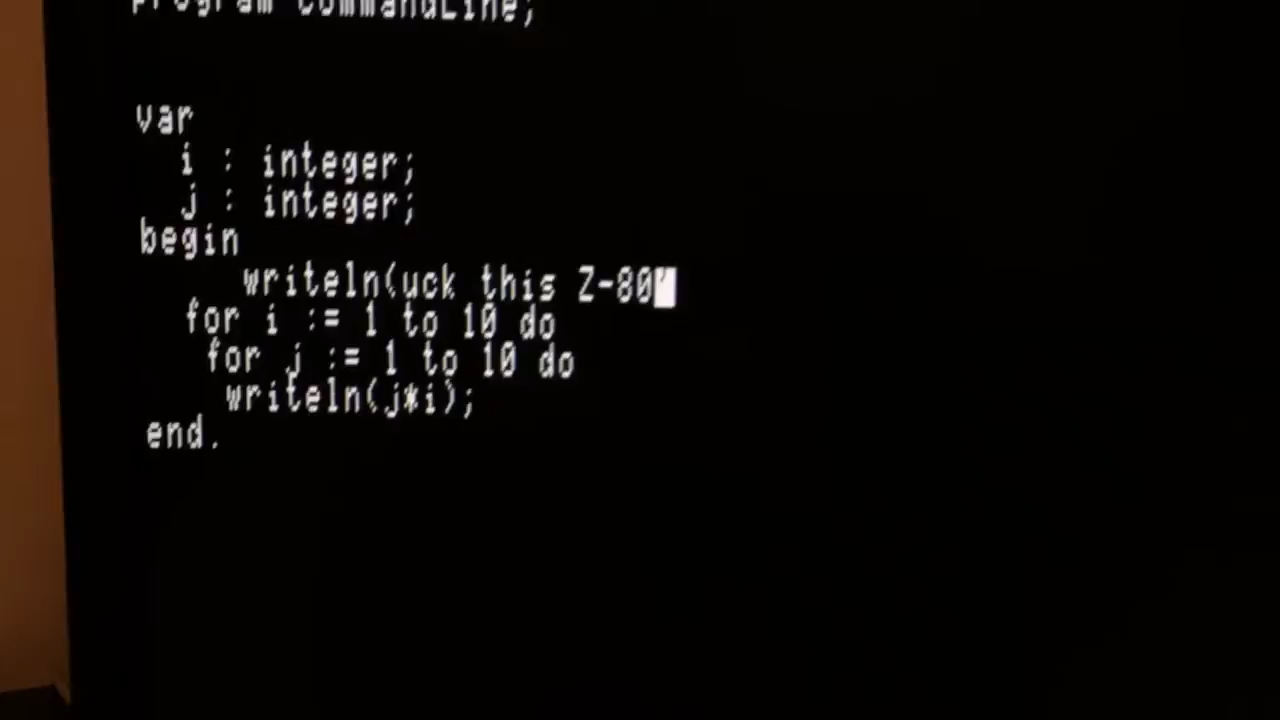 program commandLine;
var
i : integer;
j : integer;
begin
writeln(uck this Z-80
for i := 1 to 10 do
for j := 1 to 10 do
writeln(j*i);
end.